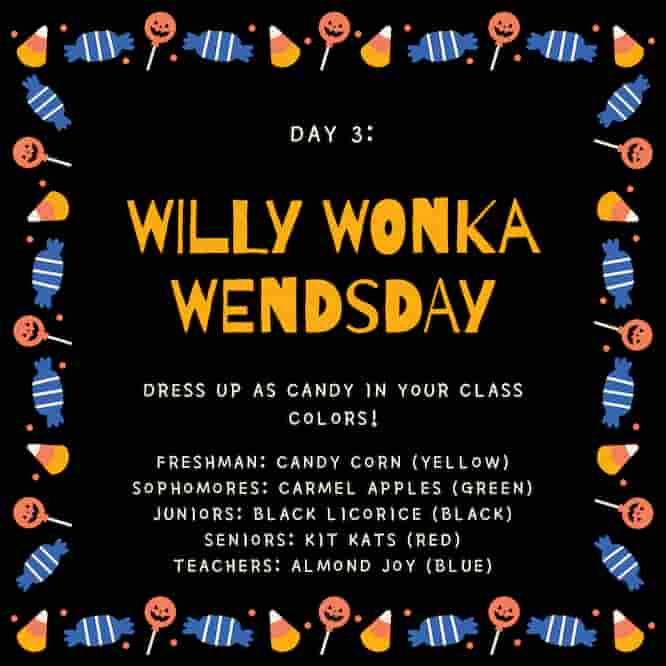 DAY 3:
WILLY WONKA
WENDSDAY
DRESS UP AS CANDY IN YOUR CLASS
COLORS!
FRESHMAN: CANDY CORN (YELLOW)
SOPHOMORES: CARMEL APPLES (GREEN)
JUNIORS: BLACK LICORICE (BLACK)
SENIORS: KIT KATS (RED)
TEACHERS: ALMOND JOY (BLUE)